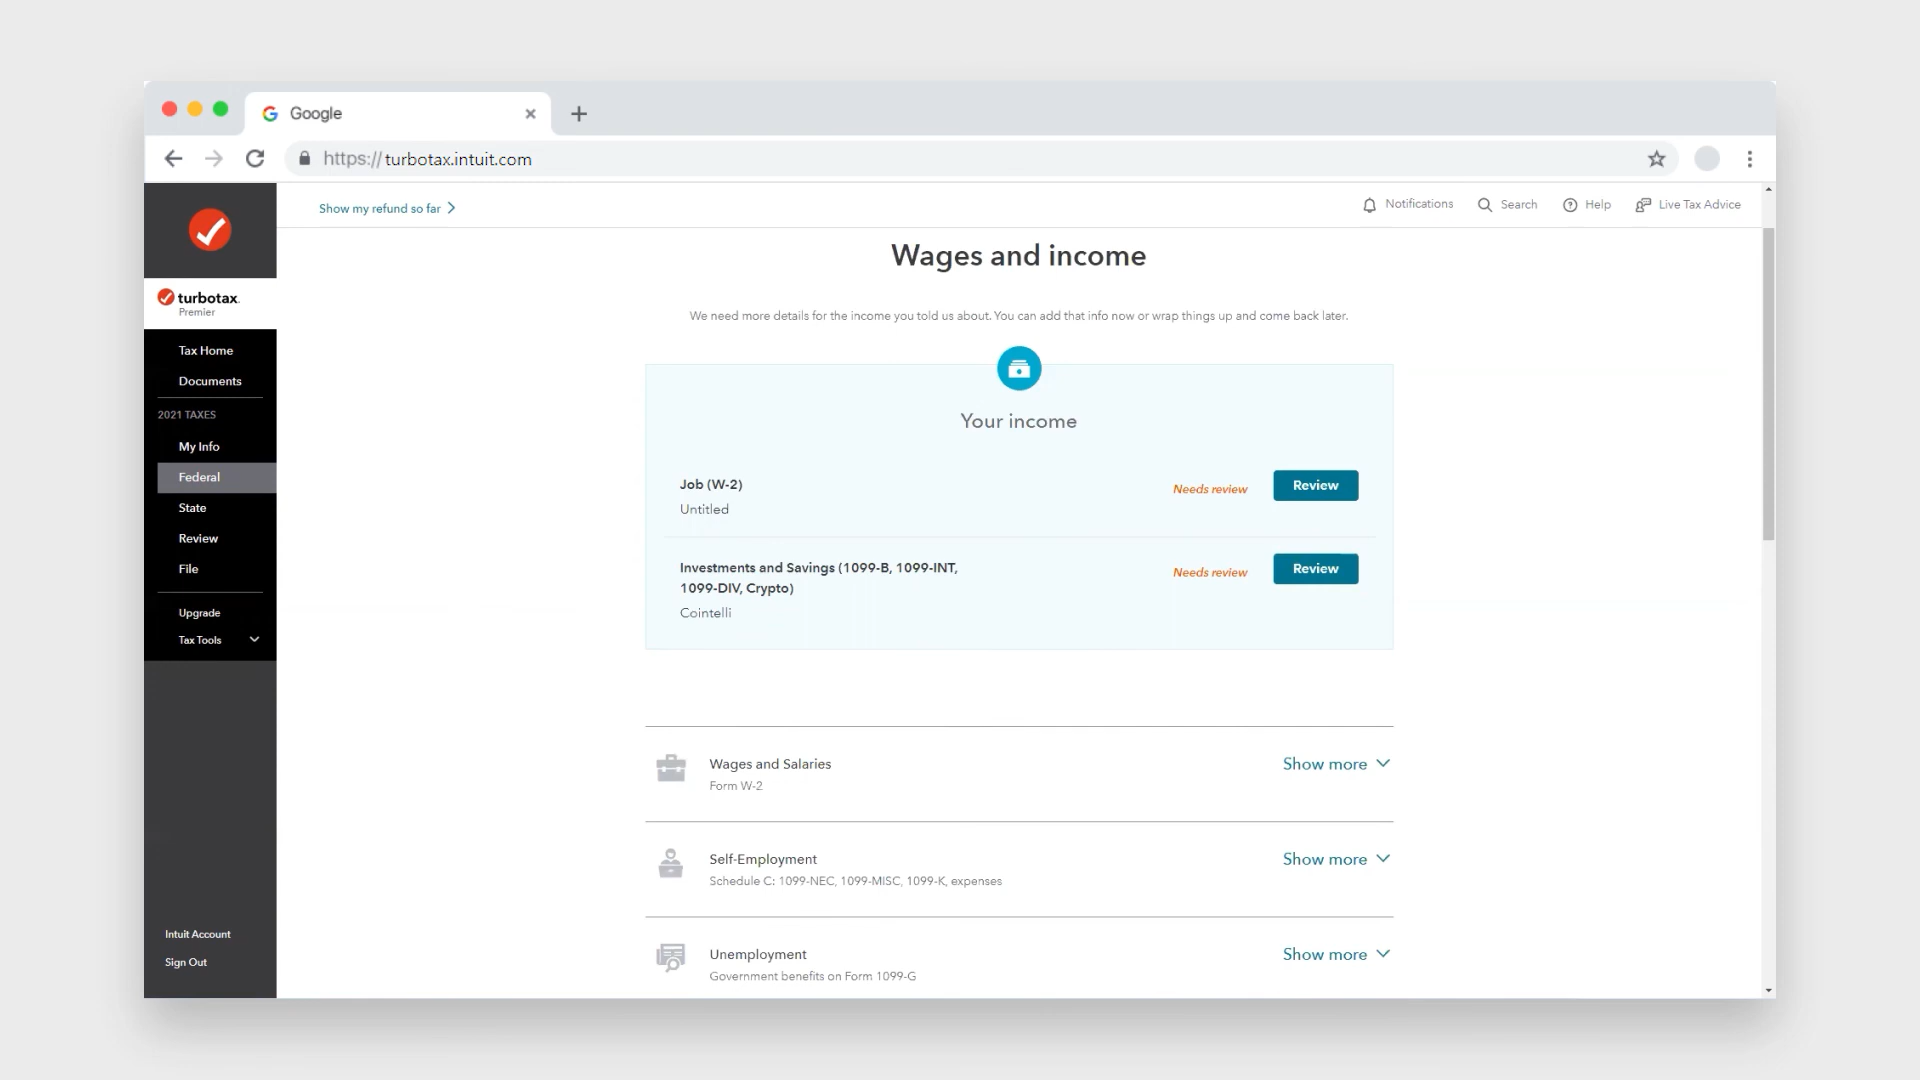 Google
https://turbotax.intuit.com
Show my refund so far
Notifications
Search
Help
Live Tax Advice
turbotax.
Premier
Tax Home
Documents
2021 TAXES
My Info
Federal
State
Review
File
Upgrade
Tax Tools
Intuit Account
Sign Out
Wages and income
We need more details for the income you told us about. You can add that info now or wrap things up and come back later.
Your income
Job (W-2)
Untitled
Needs review
Review
Investments and Savings (1099-B, 1099-INT,
1099-DIV, Crypto)
Cointelli
Needs review
Review
Wages and Salaries
Form W-2
Show more
Self-Employment
Schedule C: 1099-NEC, 1099-MISC, 1099-K, expenses
Show more
Unemployment
Government benefits on Form 1099-G
Show more